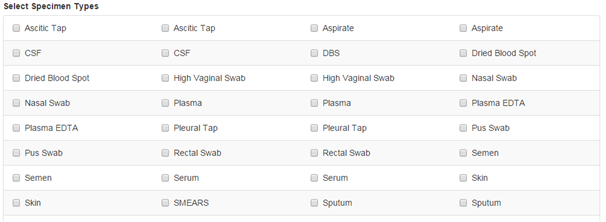 Select Specimen Types
Ascitic Tap Ascitic Tap Aspirate Aspirate
CSF CSF DBS Dried Blood Spot
Dried Blood Spot High Vaginal Swab High Vaginal Swab Nasal Swab
Nasal Swab Plasma Plasma Plasma EDTA
Plasma EDTA Pleural Tap Pleural Tap Pus Swab
Pus Swab Rectal Swab Rectal Swab Semen
Semen Serum Serum Skin
Skin SMEARS Sputum Sputum